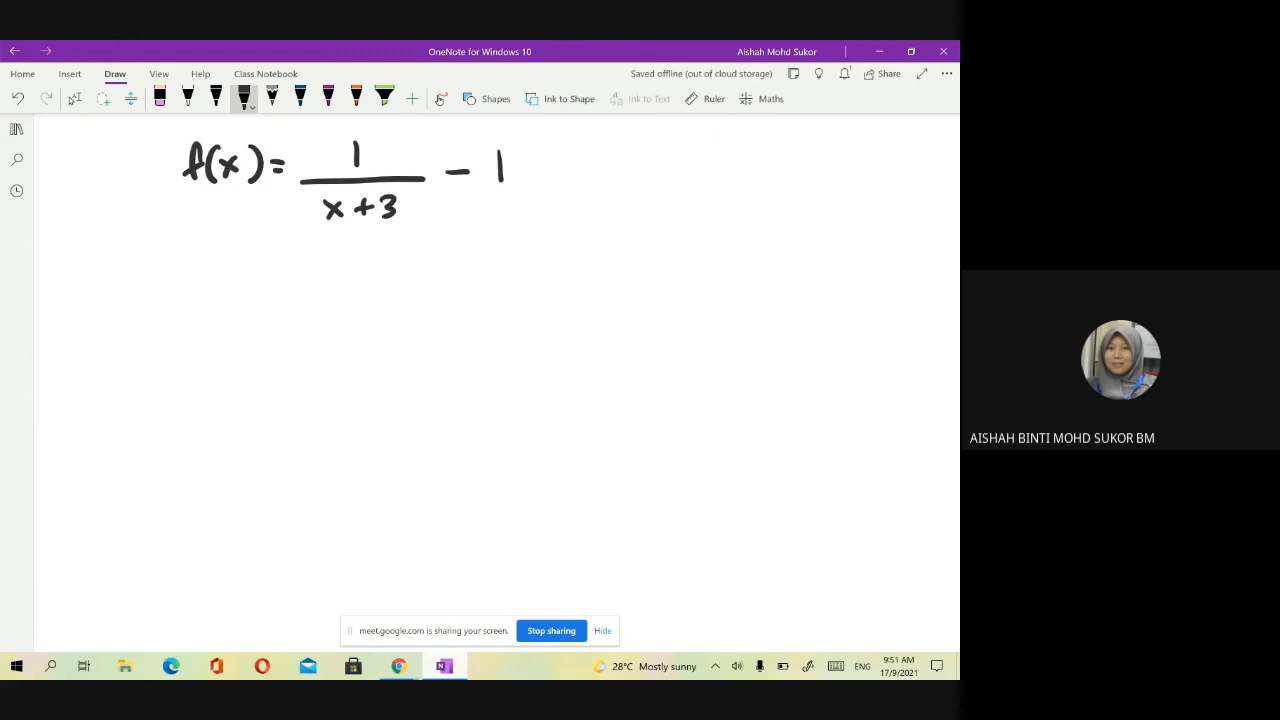 OneNote for Windows 10
Aishah Mohd Sukor
Home Insert Draw View Help Class Notebook
Saved offline (out of cloud storage)
Share
Shapes
Ink to Shape
Ink to Text
Ruler
Maths
f(x) = 1/(x+3) - 1
AISHAH BINTI MOHD SUKOR BM
meet.google.com is sharing your screen.
Stop sharing
Hide
28°C Mostly sunny
ENG
9:51 AM
17/9/2021